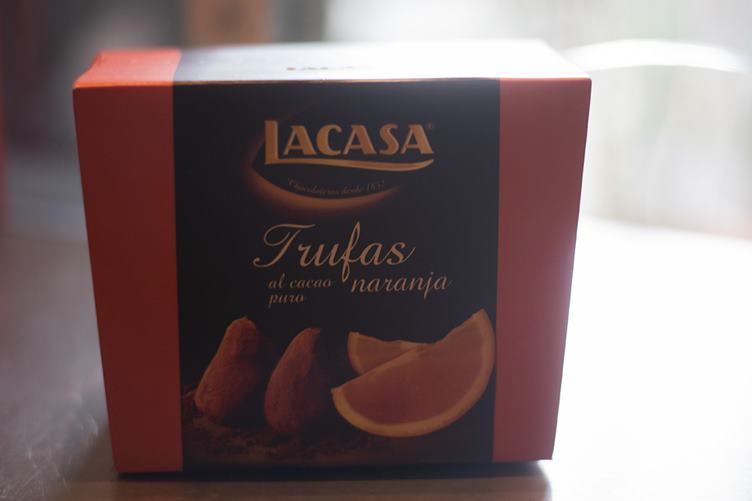 LACASA®
Chocolateros desde 1852
Trufas
al cacao naranja
puro